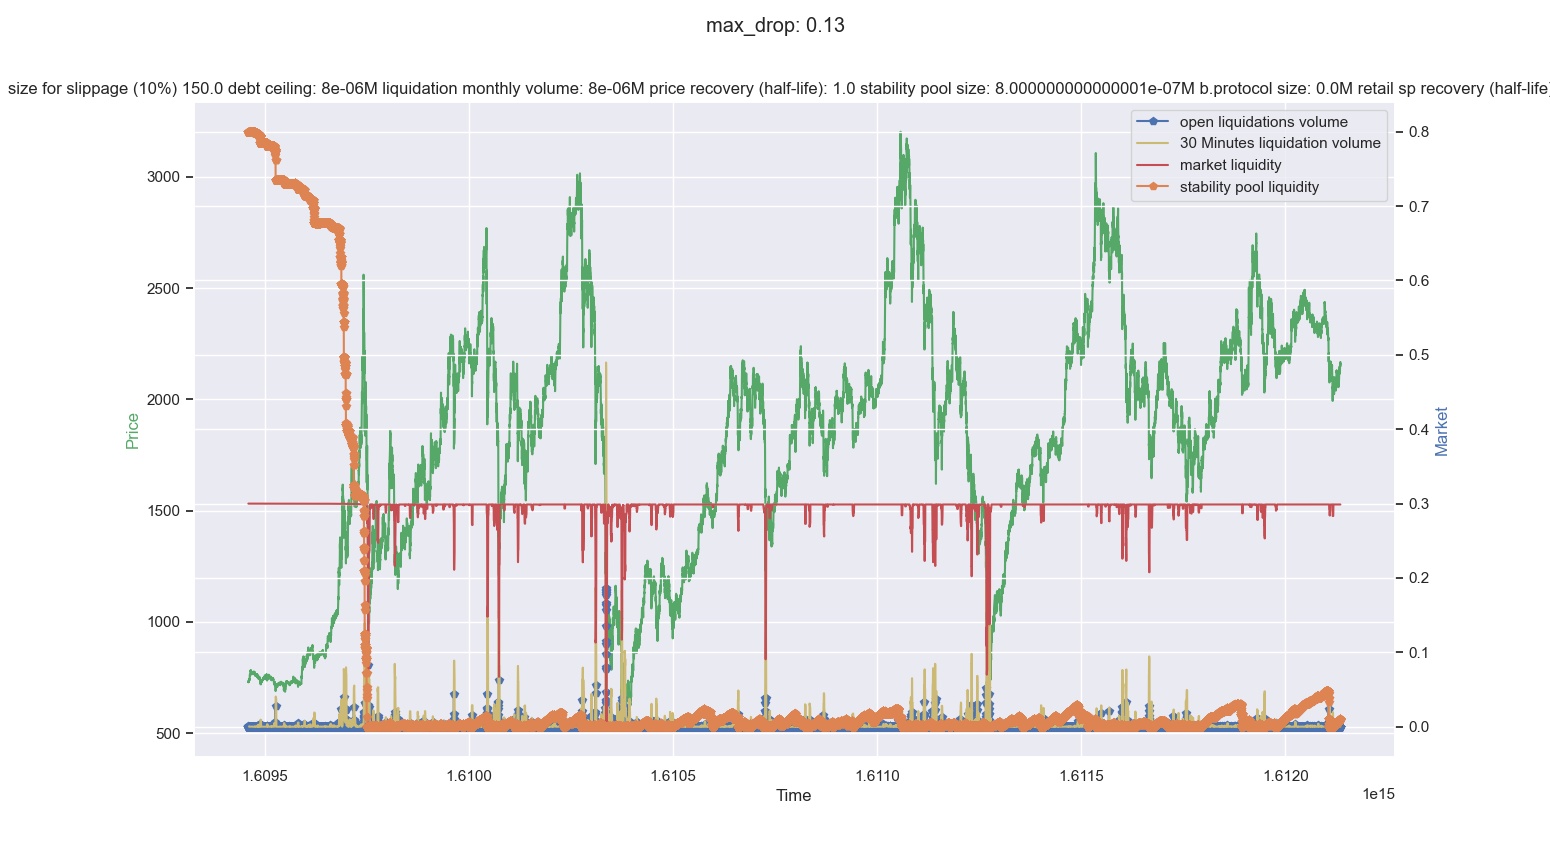 max_drop: 0.13
size for slippage (10%) 150.0 debt ceiling: 8e-06M liquidation monthly volume: 8e-06M price recovery (half-life): 1.0 stability pool size: 8.000000000000001e-07M b.protocol size: 0.0M retail sp recovery (half-life)
open liquidations volume
30 Minutes liquidation volume
market liquidity
stability pool liquidity
3000
2500
2000
1500
1000
500
Price
0.8
0.7
0.6
0.5
0.4
0.3
0.2
0.1
0.0
Market
1.6095
1.6100
1.6105
1.6110
1.6115
1.6120
Time
1e15